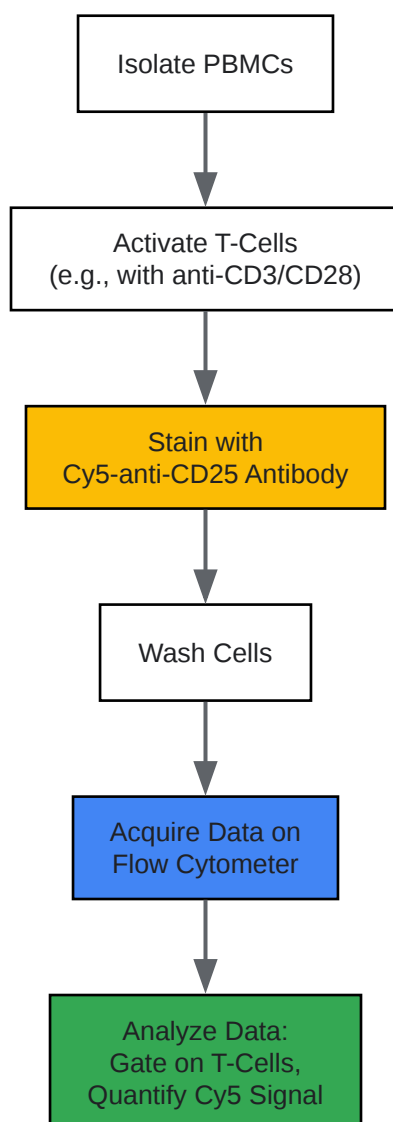 Isolate PBMCs
Activate T-Cells
(e.g., with anti-CD3/CD28)
Stain with
Cy5-anti-CD25 Antibody
Wash Cells
Acquire Data on
Flow Cytometer
Analyze Data:
Gate on T-Cells,
Quantify Cy5 Signal